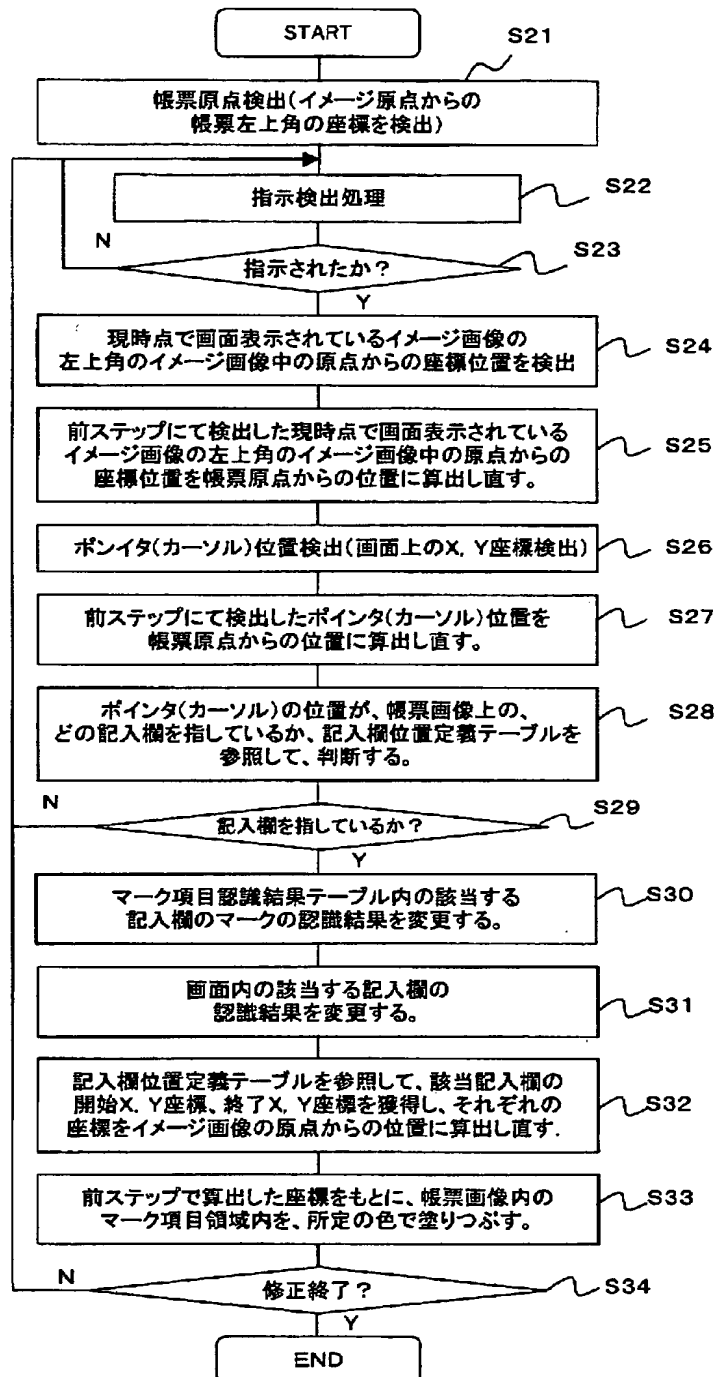 START
S21
帳票原点検出(イメージ原点からの
帳票左上角の座標を検出)
指示検出処理
S22
N
指示されたか？
S23
Y
現時点で画面表示されているイメージ画像の
左上角のイメージ画像中の原点からの座標位置を検出
S24
前ステップにて検出した現時点で画面表示されている
イメージ画像の左上角のイメージ画像中の原点からの
座標位置を帳票原点からの位置に算出し直す。
S25
ポンイタ(カーソル)位置検出(画面上のX, Y座標検出)
S26
前ステップにて検出したポインタ(カーソル)位置を
帳票原点からの位置に算出し直す。
S27
ポインタ(カーソル)の位置が、帳票画像上の、
どの記入欄を指しているか、記入欄位置定義テーブルを
参照して、判断する。
S28
N
記入欄を指しているか？
S29
Y
マーク項目認識結果テーブル内の該当する
記入欄のマークの認識結果を変更する。
S30
画面内の該当する記入欄の
認識結果を変更する。
S31
記入欄位置定義テーブルを参照して、該当記入欄の
開始X, Y座標、終了X, Y座標を獲得し、それぞれの
座標をイメージ画像の原点からの位置に算出し直す.
S32
前ステップで算出した座標をもとに、帳票画像内の
マーク項目領域内を、所定の色で塗りつぶす。
S33
N
修正終了？
S34
Y
END